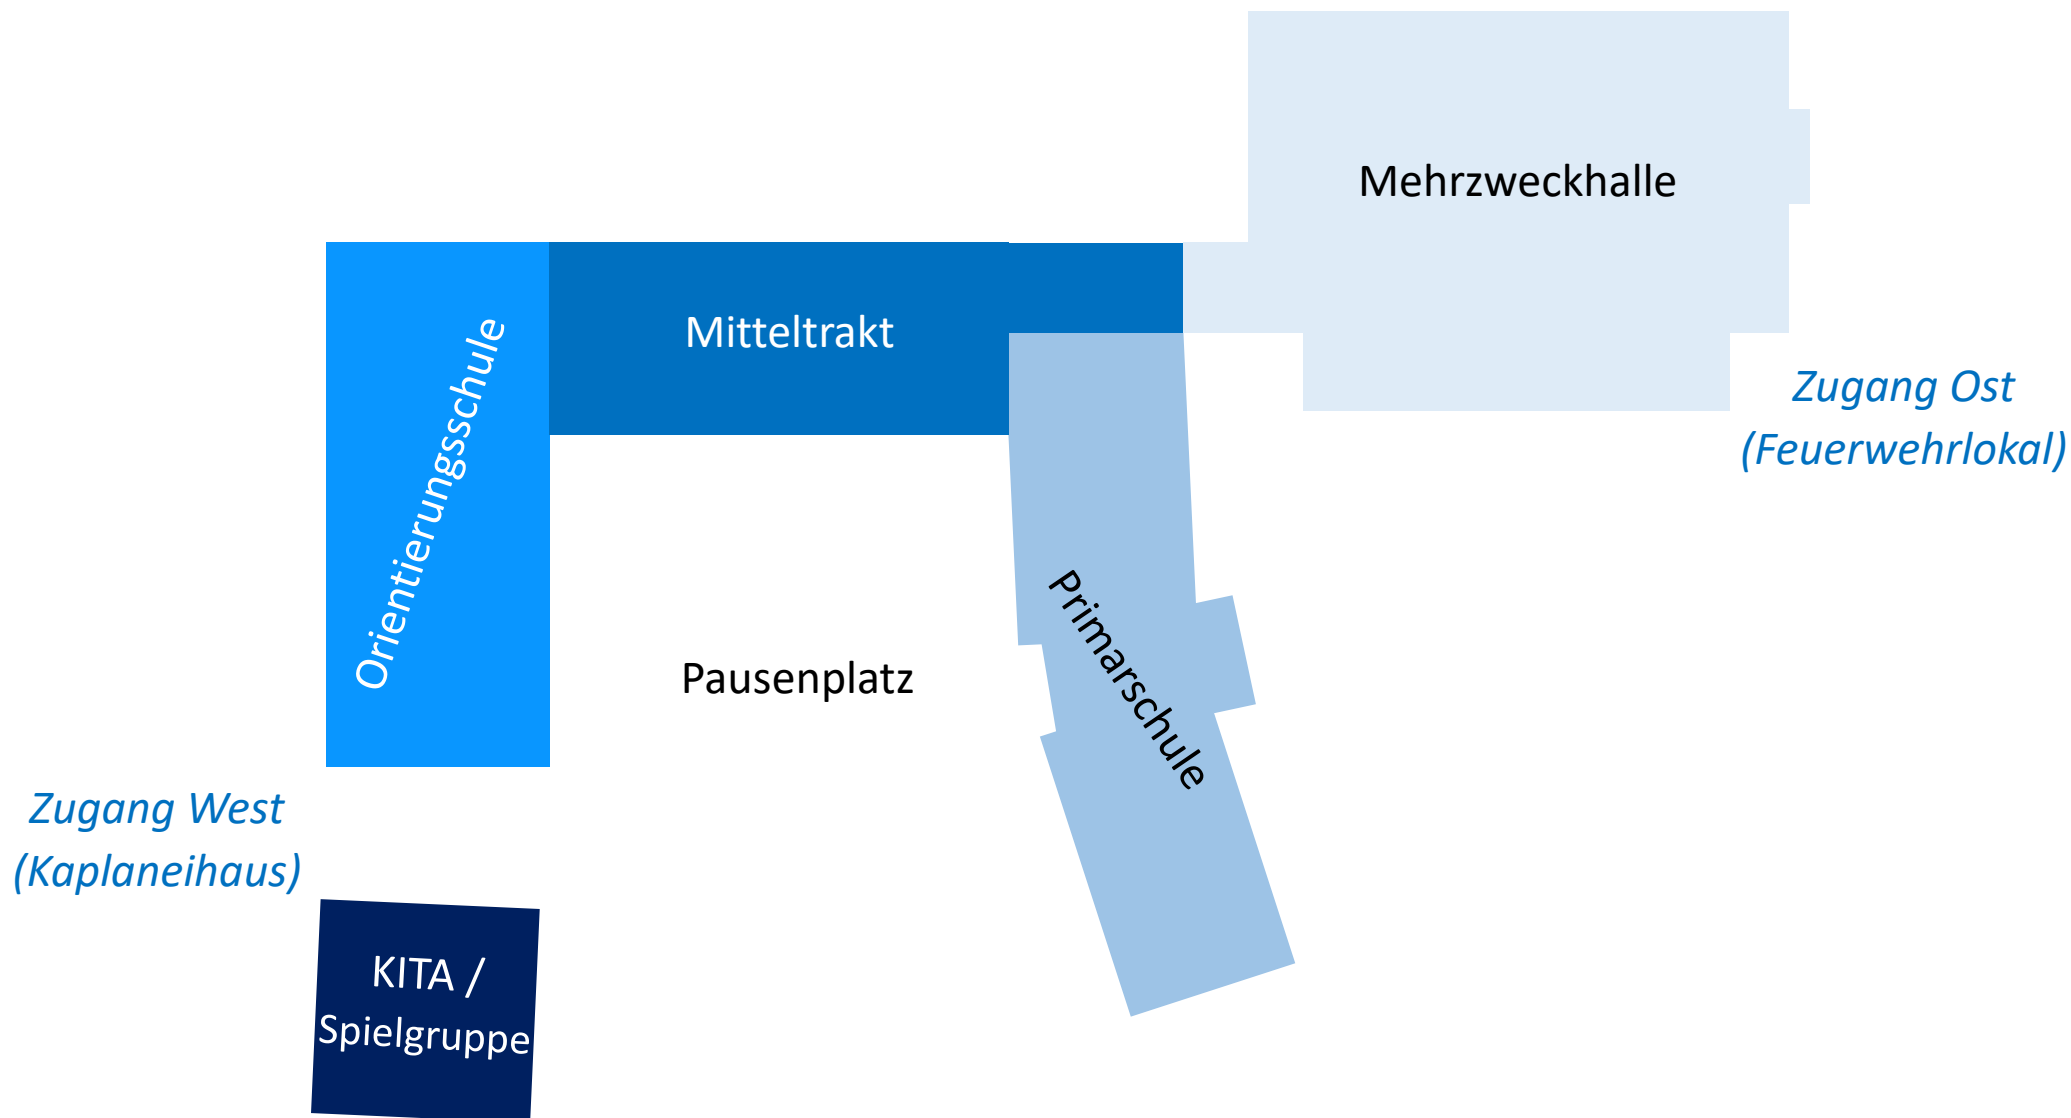 Mehrzweckhalle
Mitteltrakt
Orientierungsschule
Zugang Ost
(Feuerwehrlokal)
Primarschule
Pausenplatz
Zugang West
(Kaplaneihaus)
KITA /
Spielgruppe